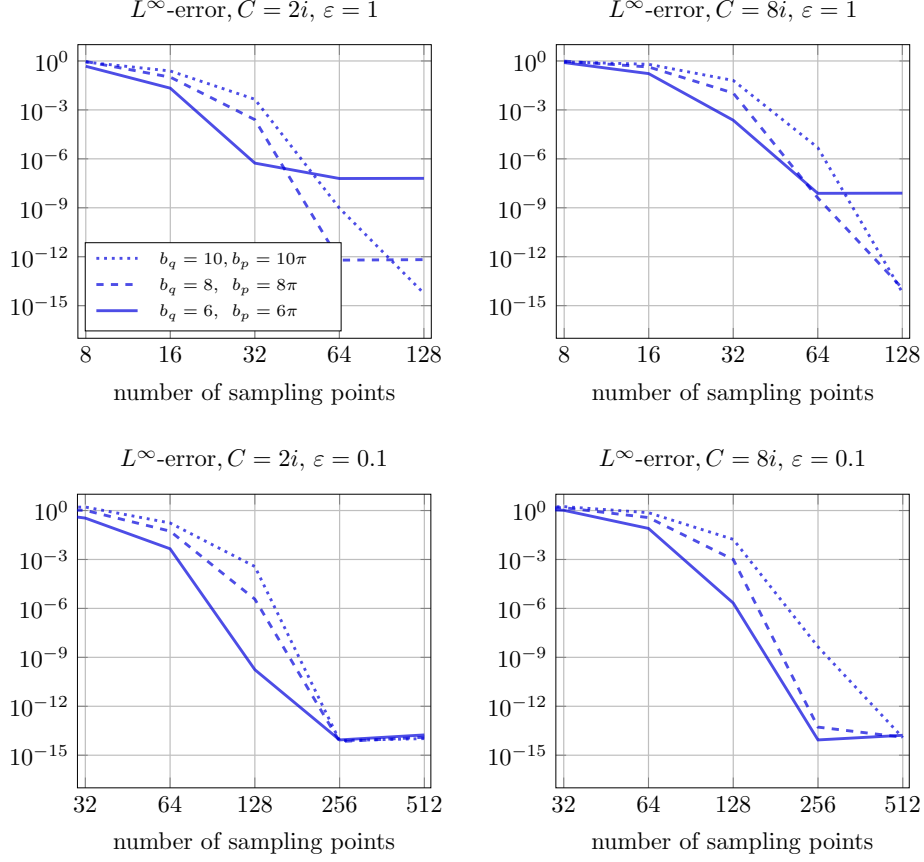 L^∞-error, C = 2i, ε = 1
10^0
10^−3
10^−6
10^−9
10^−12
10^−15
b_q = 10, b_p = 10π
b_q = 8, b_p = 8π
b_q = 6, b_p = 6π
8 16 32 64 128
number of sampling points
L^∞-error, C = 8i, ε = 1
10^0
10^−3
10^−6
10^−9
10^−12
10^−15
8 16 32 64 128
number of sampling points
L^∞-error, C = 2i, ε = 0.1
10^0
10^−3
10^−6
10^−9
10^−12
10^−15
32 64 128 256 512
number of sampling points
L^∞-error, C = 8i, ε = 0.1
10^0
10^−3
10^−6
10^−9
10^−12
10^−15
32 64 128 256 512
number of sampling points